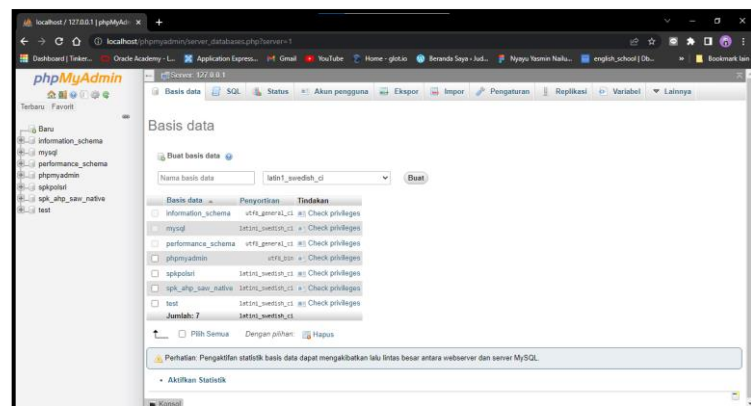 localhost / 127.0.0.1 | phpMyAdm
localhost/phpmyadmin/server_databases.php?server=1
Dashboard | Tinker...
Oracle Academy - L...
Application Express...
Gmail
YouTube
Home - glot.io
Beranda Saya ‹ Jud...
Nyayu Yasmin Nailu...
english_school | Db...
»
Bookmark lain
phpMyAdmin
Terbaru Favorit
Baru
information_schema
mysql
performance_schema
phpmyadmin
spkpolsri
spk_ahp_saw_native
test
Server: 127.0.0.1
Basis data
SQL
Status
Akun pengguna
Ekspor
Impor
Pengaturan
Replikasi
Variabel
Lainnya
Basis data
Buat basis data
Nama basis data
latin1_swedish_ci
Buat
Basis data Penyortiran Tindakan
information_schema utf8_general_ci Check privileges
mysql latin1_swedish_ci Check privileges
performance_schema utf8_general_ci Check privileges
phpmyadmin utf8_bin Check privileges
spkpolsri latin1_swedish_ci Check privileges
spk_ahp_saw_native latin1_swedish_ci Check privileges
test latin1_swedish_ci Check privileges
Jumlah: 7 latin1_swedish_ci
Pilih Semua Dengan pilihan: Hapus
Perhatian: Pengaktifan statistik basis data dapat mengakibatkan lalu lintas besar antara webserver dan server MySQL.
Aktifkan Statistik
Konsol